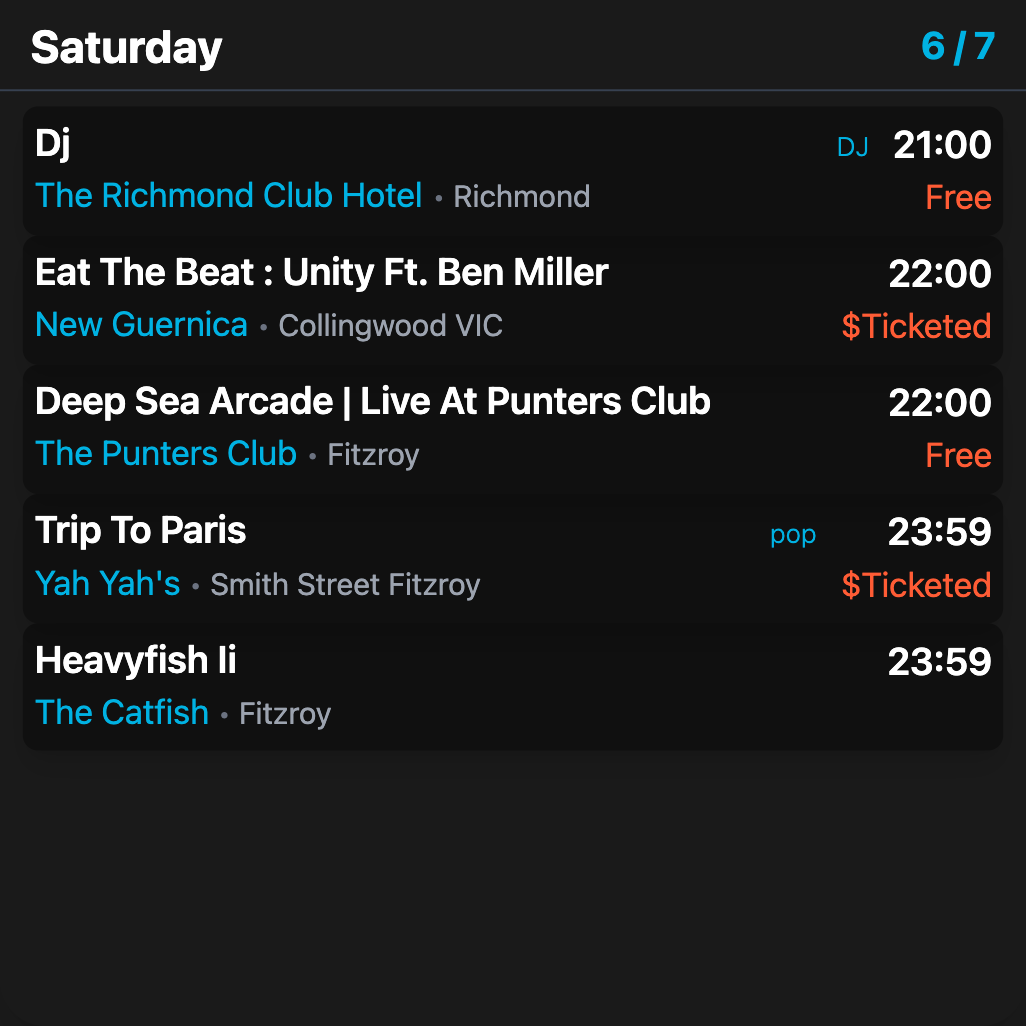 Saturday 6 / 7
Dj DJ 21:00
The Richmond Club Hotel • Richmond Free
Eat The Beat : Unity Ft. Ben Miller 22:00
New Guernica • Collingwood VIC $Ticketed
Deep Sea Arcade | Live At Punters Club 22:00
The Punters Club • Fitzroy Free
Trip To Paris pop 23:59
Yah Yah's • Smith Street Fitzroy $Ticketed
Heavyfish Ii 23:59
The Catfish • Fitzroy